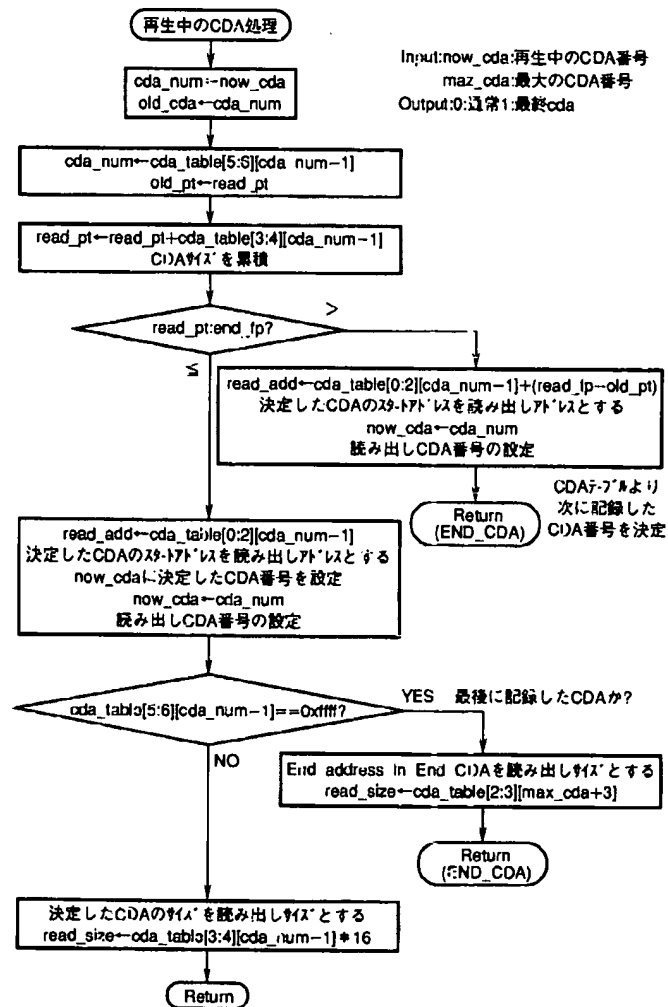 再生中のCDA処理
Input:now_cda:再生中のCDA番号
maz_cda:最大のCDA番号
Output:0:通常1:最終cda
cda_num←now_cda
old_cda←cda_num
cda_num←cda_table[5:6][cda_num−1]
old_pt←read_pt
read_pt←read_pt+cda_table[3:4][cda_num−1]
CDAサイズを累積
read_pt:end_fp?
>
≤
read_add←cda_table[0:2][cda_num−1]+(read_fp−old_pt)
決定したCDAのスタートアドレスを読み出しアドレスとする
now_cda←cda_num
読み出しCDA番号の設定
Return
(END_CDA)
CDAテーブルより
次に記録した
CDA番号を決定
read_add←cda_table[0:2][cda_num−1]
決定したCDAのスタートアドレスを読み出しアドレスとする
now_cdaに決定したCDA番号を設定
now_cda←cda_num
読み出しCDA番号の設定
cda_table[5:6][cda_num−1]==0xffff?
YES 最後に記録したCDAか?
NO
End address in End CDAを読み出しサイズとする
read_size←cda_table[2:3][max_cda+3]
Return
(END_CDA)
決定したCDAのサイズを読み出しサイズとする
read_size←cda_table[3:4][cda_num−1]*16
Return